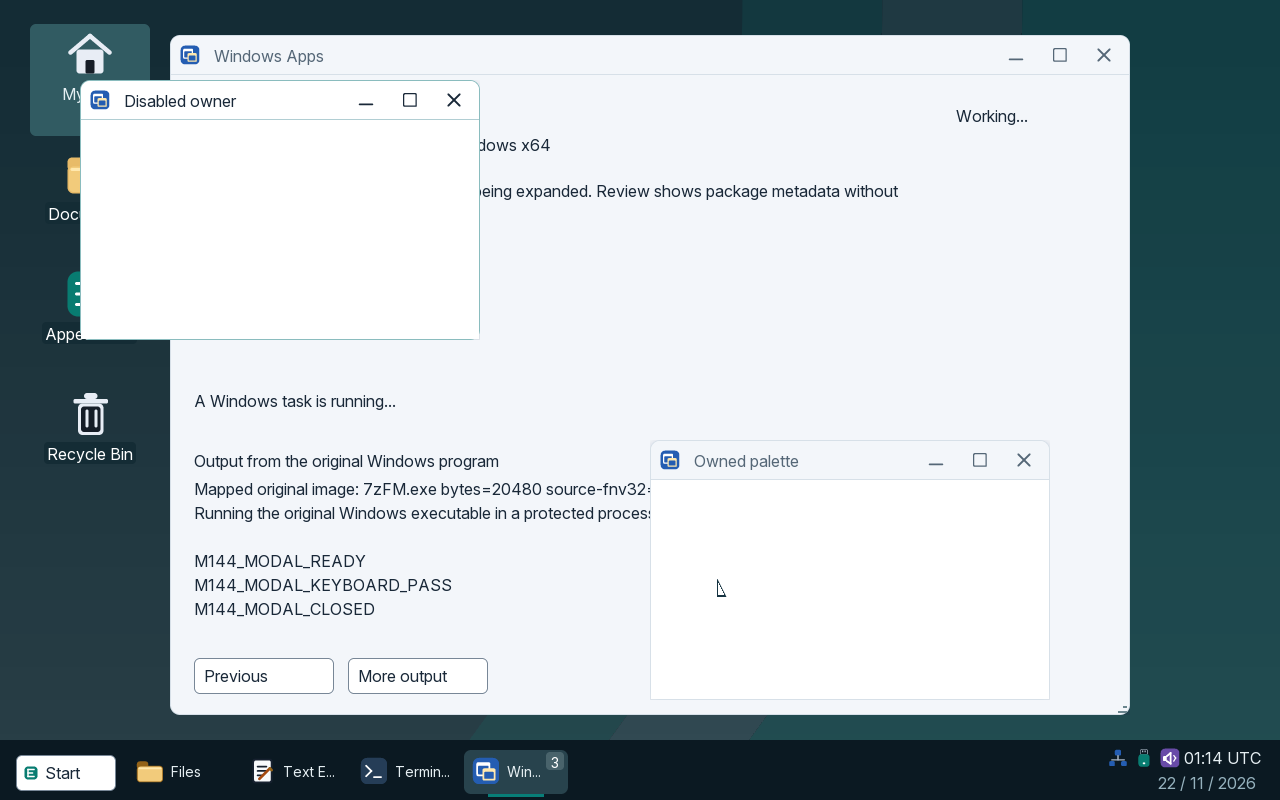 Windows Apps
My
Disabled owner
Working...
dows x64
being expanded. Review shows package metadata without
Docu
Appe
A Windows task is running...
Recycle Bin
Output from the original Windows program
Owned palette
Mapped original image: 7zFM.exe bytes=20480 source-fnv32=
Running the original Windows executable in a protected process
M144_MODAL_READY
M144_MODAL_KEYBOARD_PASS
M144_MODAL_CLOSED
Previous
More output
Start
Files
Text E...
Termin...
Win...
3
01:14 UTC
22 / 11 / 2026